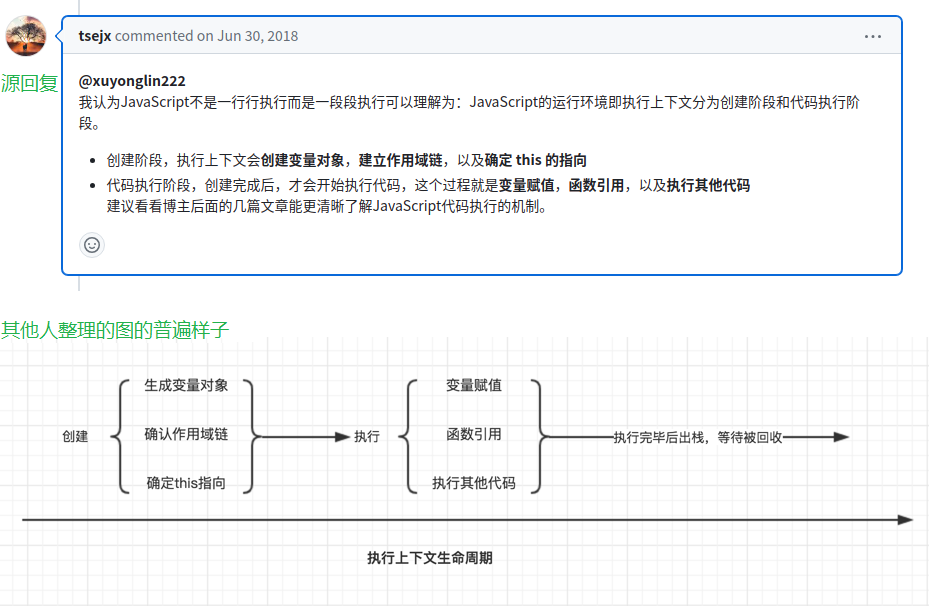 tsejx commented on Jun 30, 2018
源回复
@xuyonglin222
我认为JavaScript不是一行行执行而是一段段执行可以理解为：JavaScript的运行环境即执行上下文分为创建阶段和代码执行阶
段。
创建阶段，执行上下文会创建变量对象，建立作用域链，以及确定 this 的指向
代码执行阶段，创建完成后，才会开始执行代码，这个过程就是变量赋值，函数引用，以及执行其他代码
建议看看博主后面的几篇文章能更清晰了解JavaScript代码执行的机制。
其他人整理的图的普遍样子
创建
生成变量对象
确认作用域链
确定this指向
执行
变量赋值
函数引用
执行其他代码
执行完毕后出栈，等待被回收
执行上下文生命周期